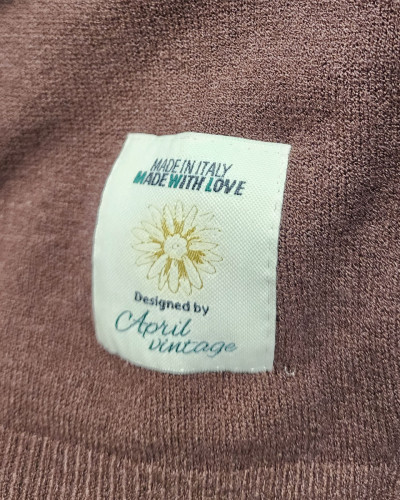 MADE IN ITALY
MADE WITH LOVE
Designed by
April
vintage